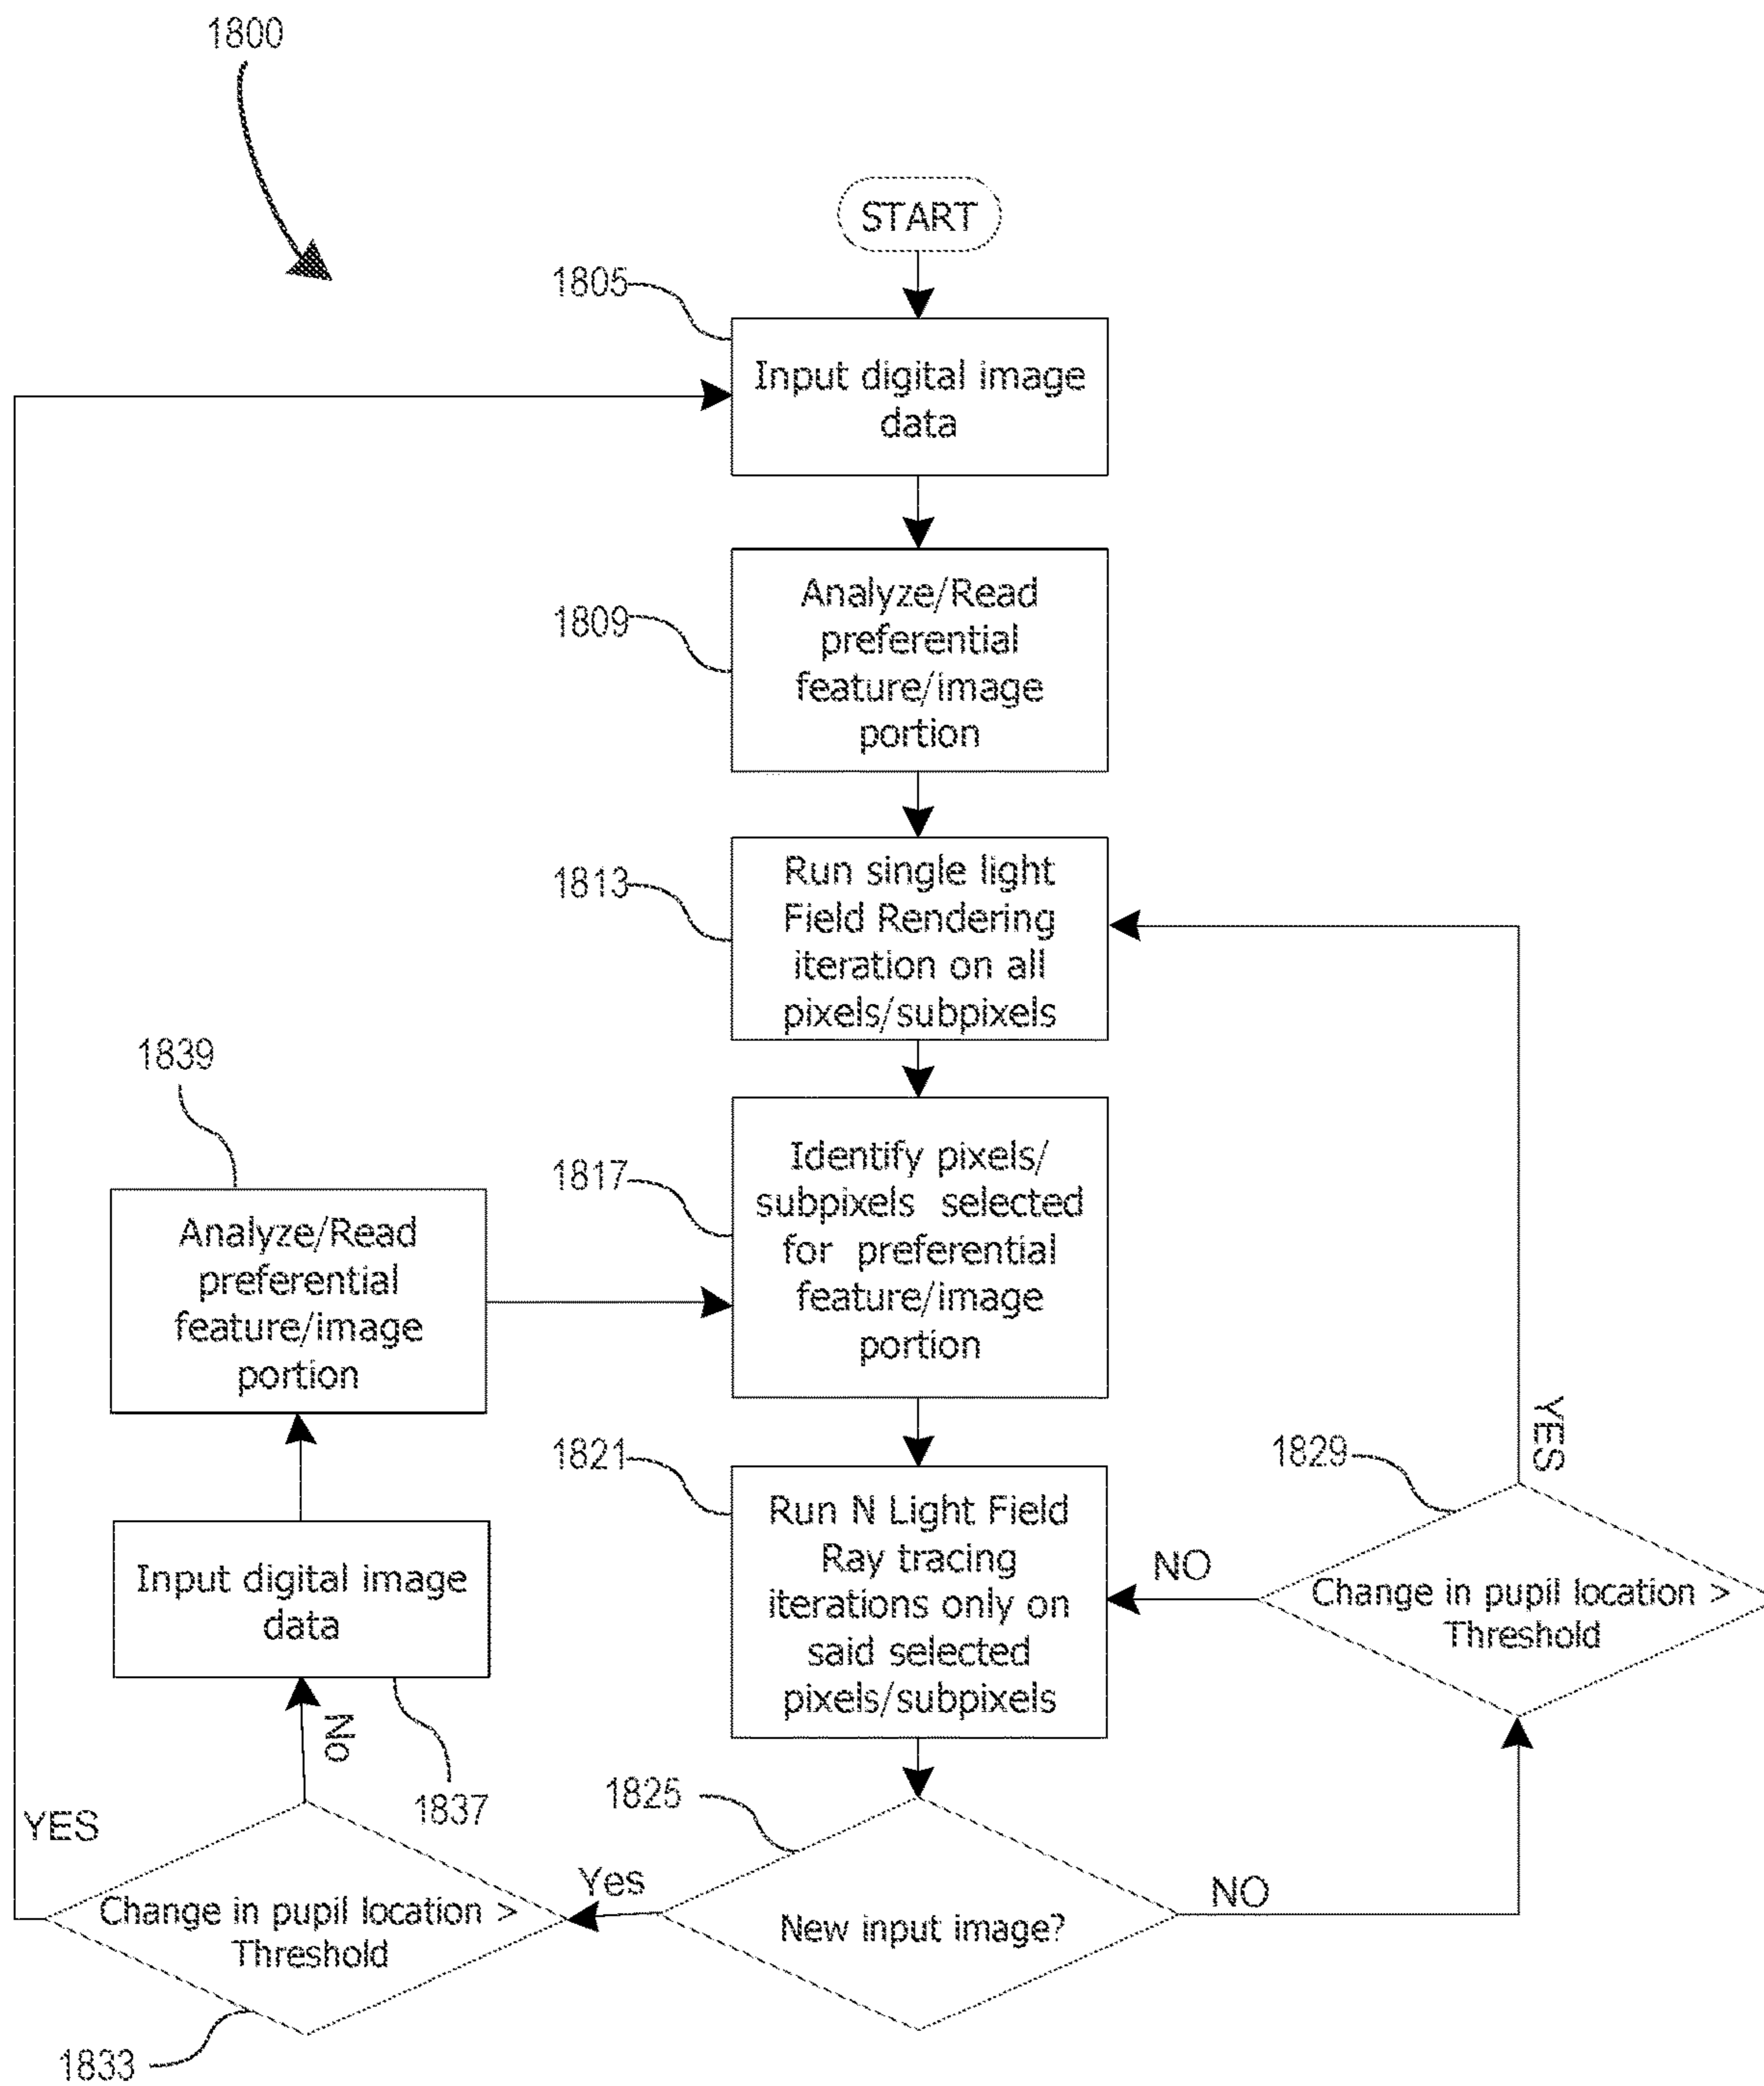 1800
START
1805
Input digital image
data
1809
Analyze/Read
preferential
feature/image
portion
1813
Run single light
Field Rendering
iteration on all
pixels/subpixels
1839
Analyze/Read
preferential
feature/image
portion
1817
Identify pixels/
subpixels selected
for preferential
feature/image
portion
1821
Run N Light Field
Ray tracing
iterations only on
said selected
pixels/subpixels
YES
1829
NO
Change in pupil location >
Threshold
Input digital image
data
No
1837
YES
Change in pupil location >
Threshold
1833
1825
Yes
New input image?
NO